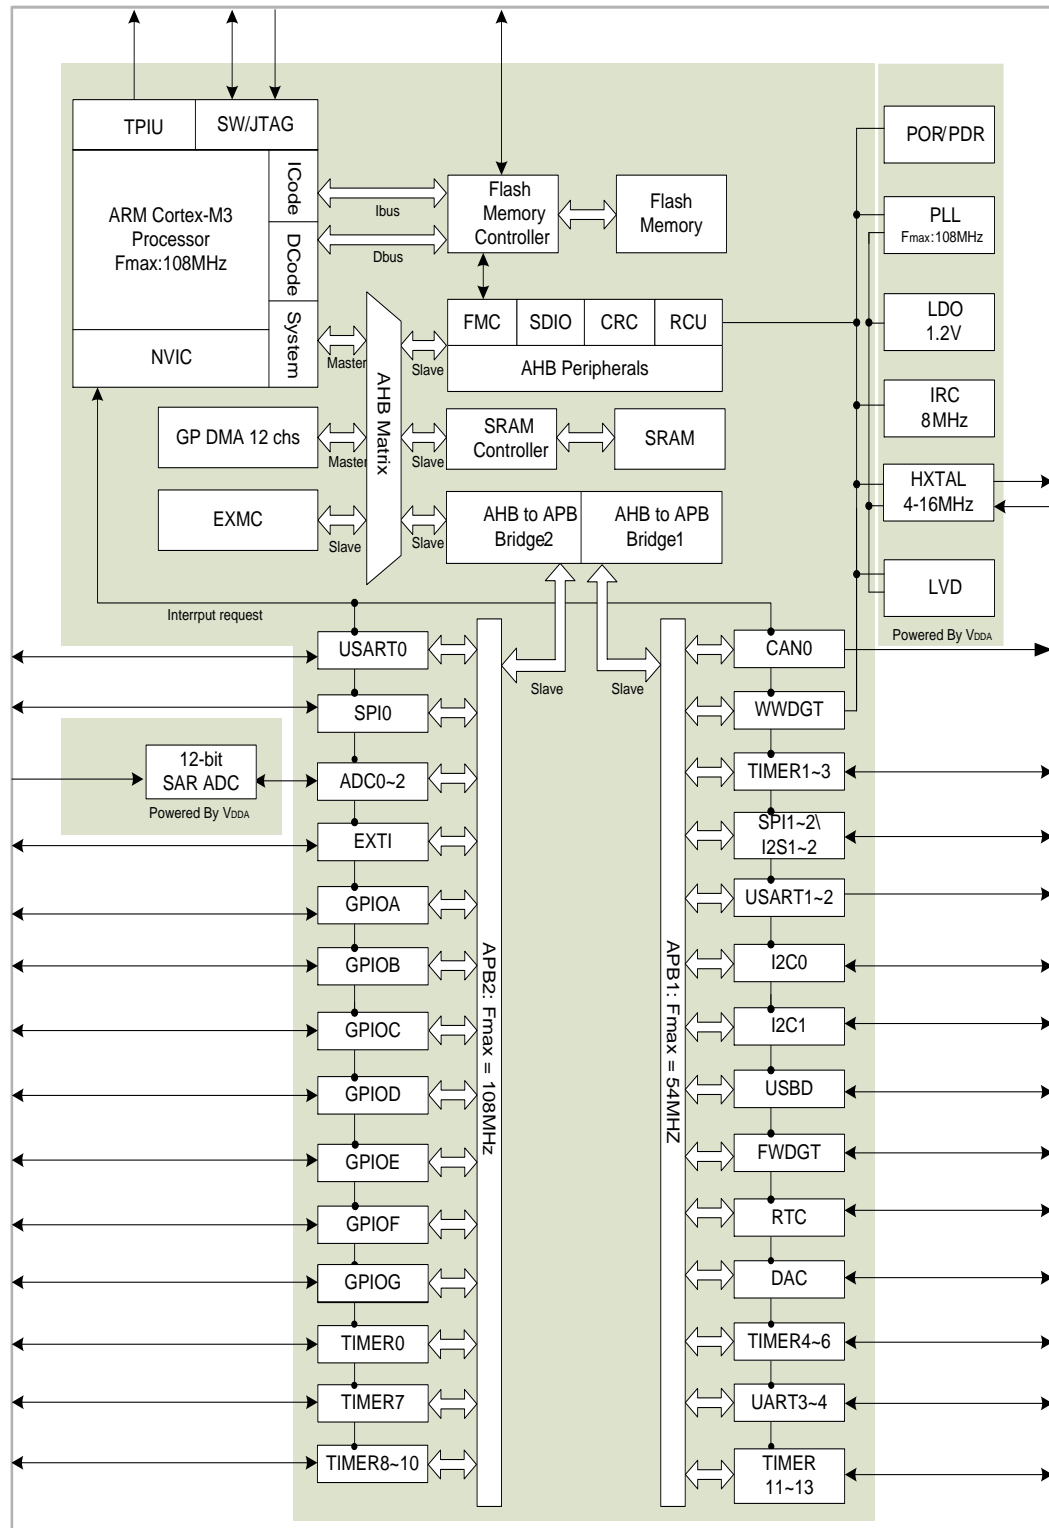 TPIU
SW/JTAG
POR/PDR
ICode
Flash
Memory
Controller
Flash
Memory
ARM Cortex-M3
Processor
Fmax:108MHz
Ibus
PLL
Fmax:108MHz
DCode
Dbus
System
LDO
1.2V
FMC
SDIO
CRC
RCU
NVIC
Master
AHB Matrix
Slave
AHB Peripherals
IRC
8MHz
GP DMA 12 chs
Master
Slave
SRAM
Controller
SRAM
HXTAL
4-16MHz
EXMC
Slave
Slave
AHB to APB
Bridge2
AHB to APB
Bridge1
LVD
Interrput request
Powered By VDDA
USART0
CAN0
Slave
Slave
SPI0
WWDGT
12-bit
SAR ADC
Powered By VDDA
ADC0~2
TIMER1~3
EXTI
SPI1~2\
I2S1~2
GPIOA
USART1~2
APB2: Fmax = 108MHz
APB1: Fmax = 54MHZ
GPIOB
I2C0
GPIOC
I2C1
GPIOD
USBD
GPIOE
FWDGT
GPIOF
RTC
GPIOG
DAC
TIMER0
TIMER4~6
TIMER7
UART3~4
TIMER8~10
TIMER
11~13